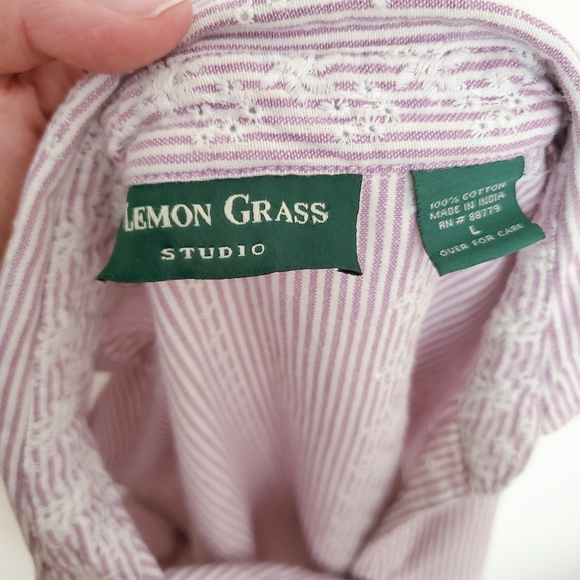 LEMON GRASS
STUDIO
100% COTTON
MADE IN INDIA
RN# 88779
L
OVER FOR CARE